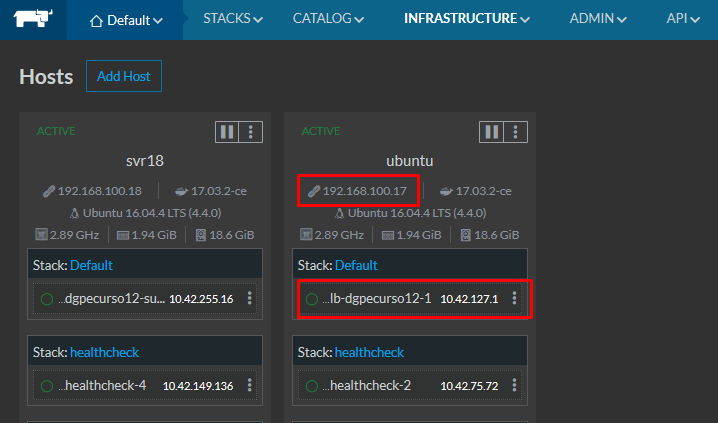 Default STACKS CATALOG INFRASTRUCTURE ADMIN API
Hosts Add Host
ACTIVE
svr18
192.168.100.18 17.03.2-ce
Ubuntu 16.04.4 LTS (4.4.0)
2.89 GHz 1.94 GiB 18.6 GiB
Stack: Default
...dgpecurso12-su... 10.42.255.16
Stack: healthcheck
...healthcheck-4 10.42.149.136
ACTIVE
ubuntu
192.168.100.17 17.03.2-ce
Ubuntu 16.04.4 LTS (4.4.0)
2.89 GHz 1.94 GiB 18.6 GiB
Stack: Default
...lb-dgpecurso12-1 10.42.127.1
Stack: healthcheck
...healthcheck-2 10.42.75.72